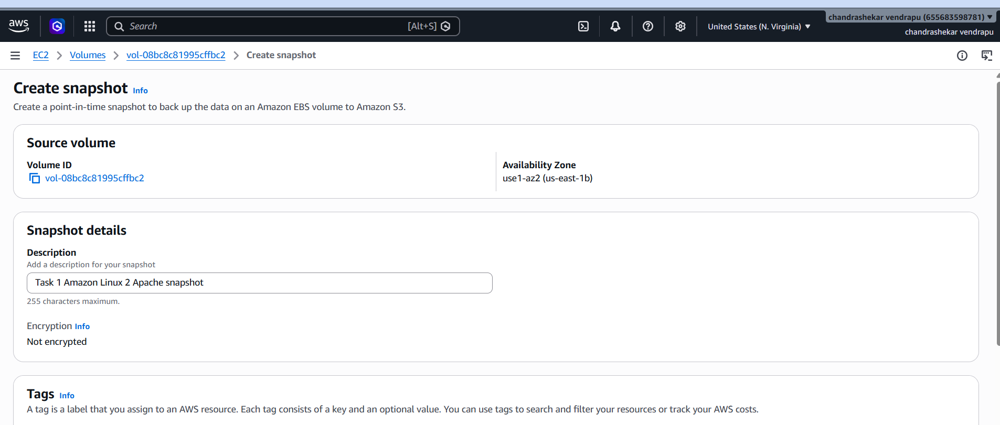 aws
Search [Alt+S]
United States (N. Virginia)
chandrashekar vendrapu (655683598781)
chandrashekar vendrapu
EC2 Volumes vol-08bc8c81995cffbc2 Create snapshot
Create snapshot Info
Create a point-in-time snapshot to back up the data on an Amazon EBS volume to Amazon S3.
Source volume
Volume ID
vol-08bc8c81995cffbc2
Availability Zone
use1-az2 (us-east-1b)
Snapshot details
Description
Add a description for your snapshot
Task 1 Amazon Linux 2 Apache snapshot
255 characters maximum.
Encryption Info
Not encrypted
Tags Info
A tag is a label that you assign to an AWS resource. Each tag consists of a key and an optional value. You can use tags to search and filter your resources or track your AWS costs.